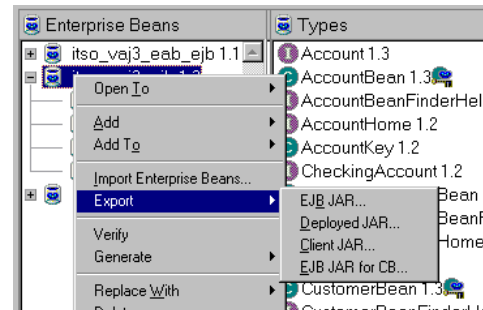 Enterprise Beans
Types
itso_vaj3_eab_ejb 1.1
Account 1.3
AccountBean 1.3
AccountBeanFinderHel
AccountHome 1.2
AccountKey 1.2
CheckingAccount 1.2
Bean
BeanF
Home
CustomerBean 1.3
Open To
Add
Add To
Import Enterprise Beans...
Export
Verify
Generate
Replace With
EJB JAR...
Deployed JAR...
Client JAR...
EJB JAR for CB...